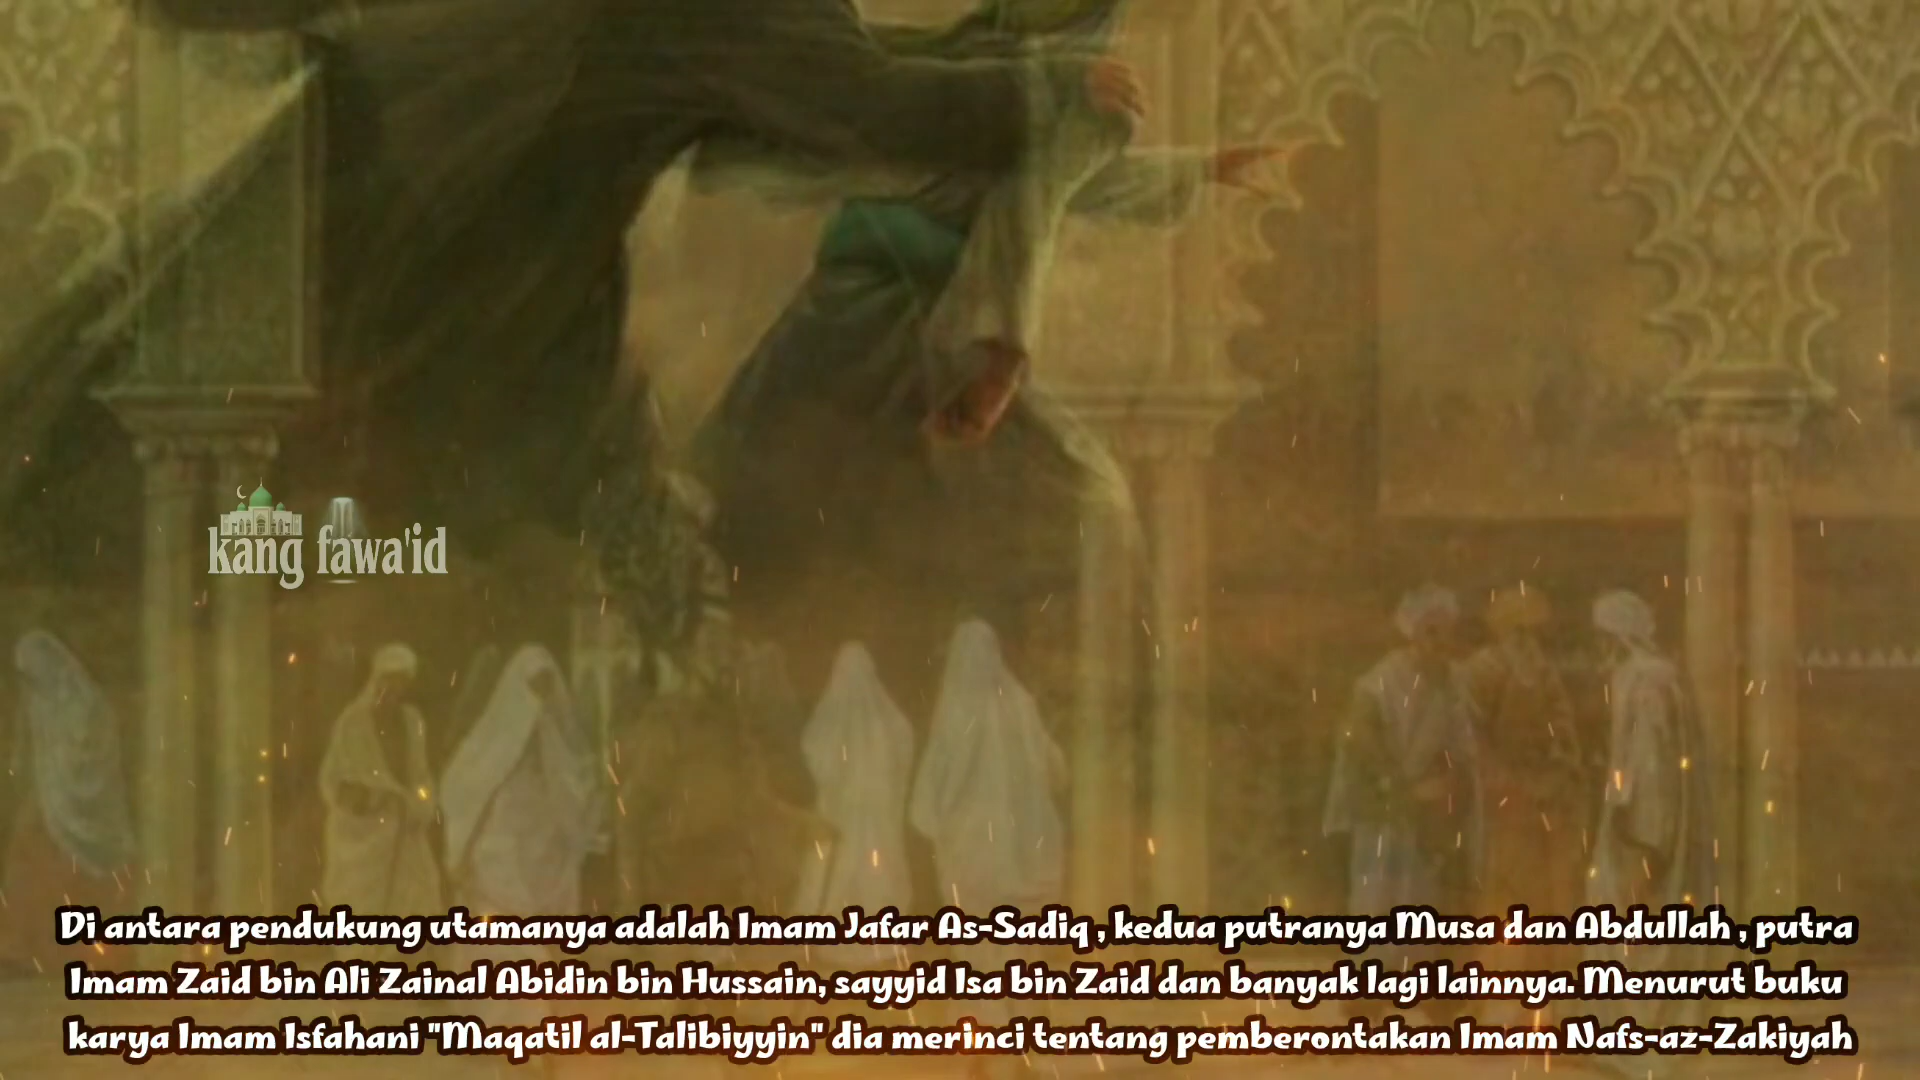 kang fawa'id
Di antara pendukung utamanya adalah Imam Jafar As-Sadiq , kedua putranya Musa dan Abdullah , putra
Imam Zaid bin Ali Zainal Abidin bin Hussain, sayyid Isa bin Zaid dan banyak lagi lainnya. Menurut buku
karya Imam Isfahani "Maqatil al-Talibiyyin" dia merinci tentang pemberontakan Imam Nafs-az-Zakiyah